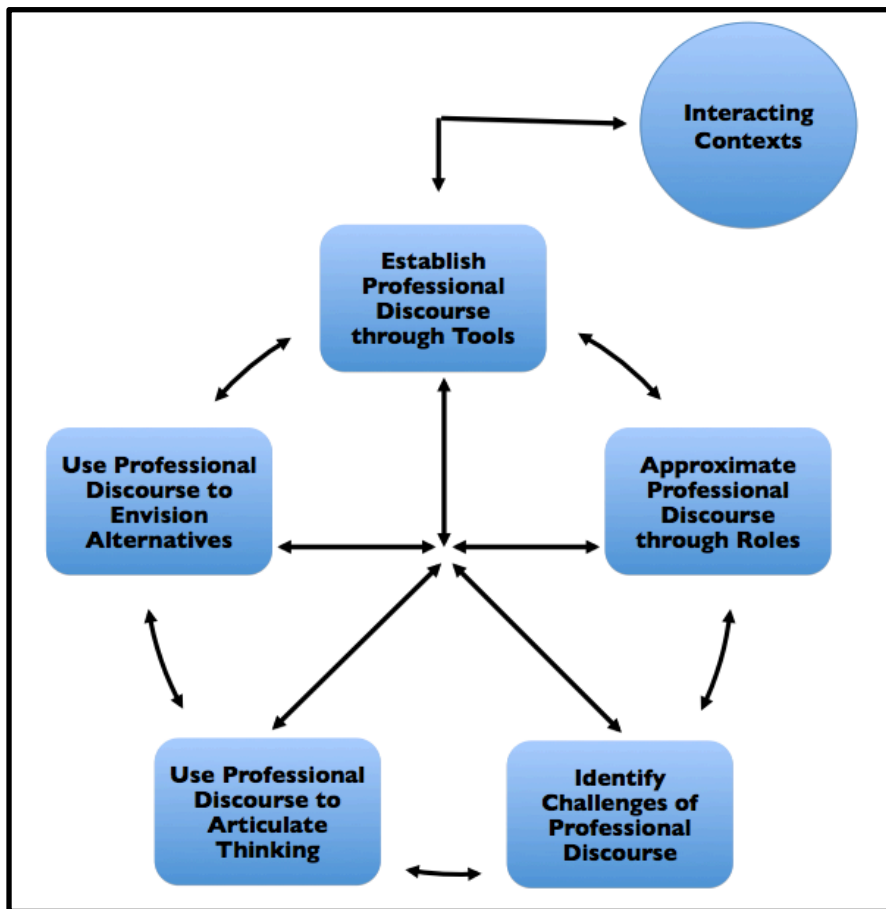 Interacting
Contexts
Establish
Professional
Discourse
through Tools
Use Professional
Discourse to
Envision
Alternatives
Approximate
Professional
Discourse
through Roles
Use Professional
Discourse to
Articulate
Thinking
Identify
Challenges of
Professional
Discourse